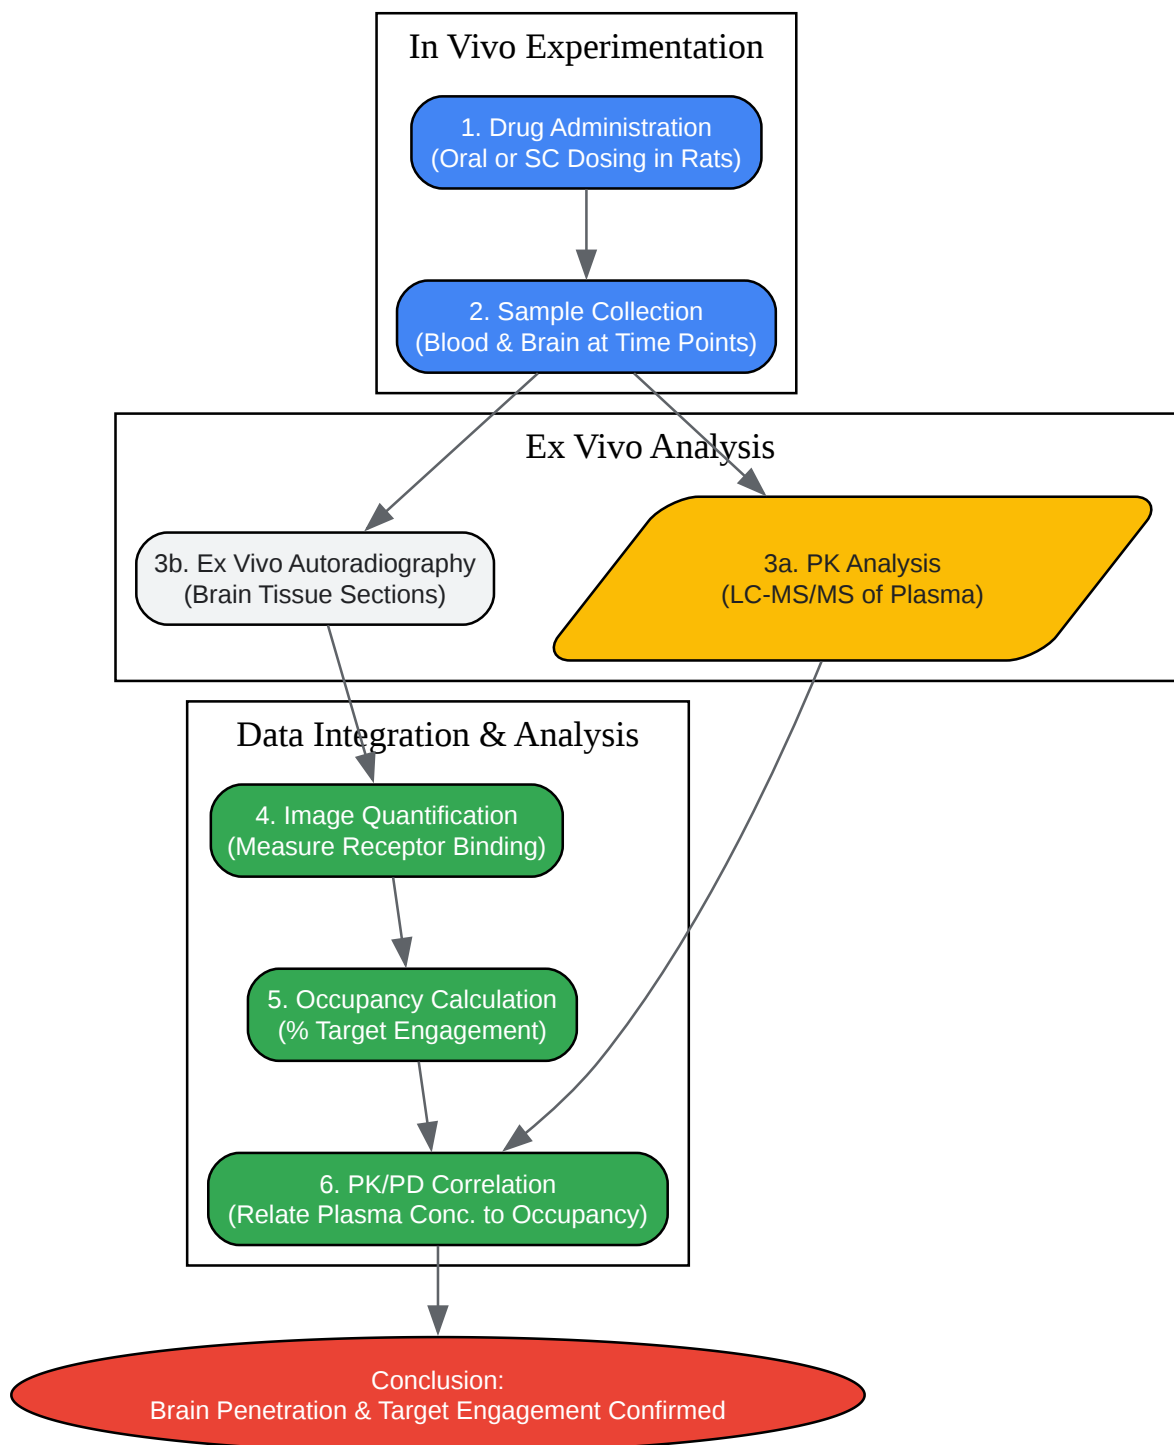 In Vivo Experimentation
1. Drug Administration
(Oral or SC Dosing in Rats)
2. Sample Collection
(Blood & Brain at Time Points)
Ex Vivo Analysis
3b. Ex Vivo Autoradiography
(Brain Tissue Sections)
3a. PK Analysis
(LC-MS/MS of Plasma)
Data Integration & Analysis
4. Image Quantification
(Measure Receptor Binding)
5. Occupancy Calculation
(% Target Engagement)
6. PK/PD Correlation
(Relate Plasma Conc. to Occupancy)
Conclusion:
Brain Penetration & Target Engagement Confirmed